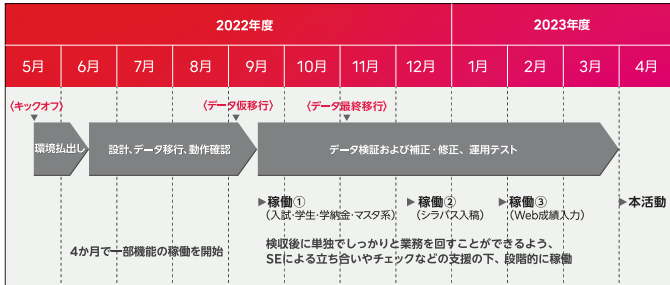 2022年度 2023年度
5月 6月 7月 8月 9月 10月 11月 12月 1月 2月 3月 4月
〈キックオフ〉 〈データ仮移行〉 〈データ最終移行〉
環境払出し 設計、データ移行、動作確認 データ検証および補正・修正、運用テスト
▶稼働① ▶稼働② ▶稼働③ ▶本活動
(入試・学生・学納金・マスタ系) (シラバス入稿) (Web成績入力)
4か月で一部機能の稼働を開始
検収後に単独でしっかりと業務を回すことができるよう、
SEによる立ち合いやチェックなどの支援の下、段階的に稼働